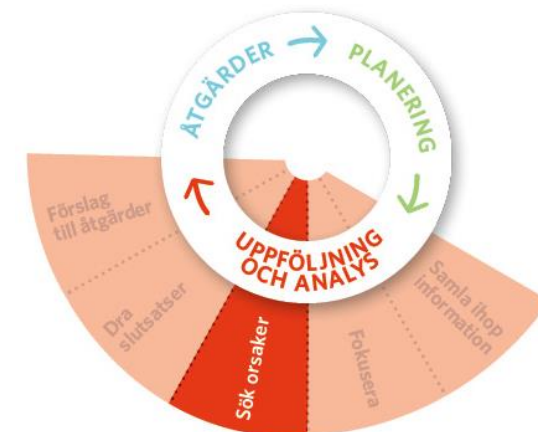 ÅTGÄRDER
PLANERING
UPPFÖLJNING
OCH ANALYS
Samla ihop
information
Fokusera
Sök orsaker
Dra
slutsatser
Förslag
till åtgärder